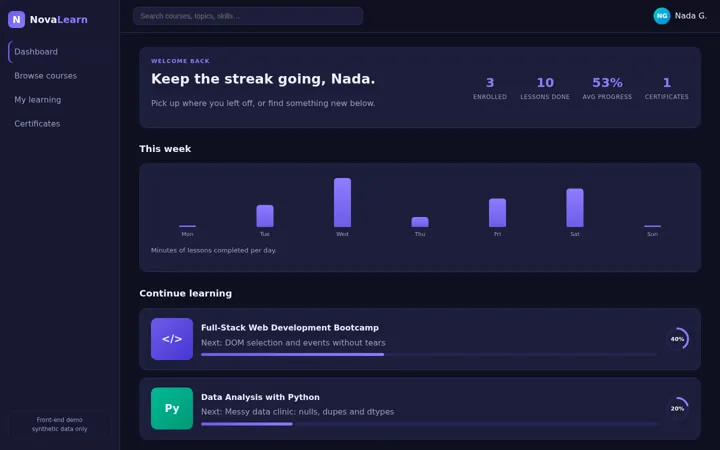 N NovaLearn
Search courses, topics, skills...
NG Nada G.
Dashboard
Browse courses
My learning
Certificates
Front-end demo
synthetic data only
WELCOME BACK
Keep the streak going, Nada.
Pick up where you left off, or find something new below.
3 10 53% 1
ENROLLED LESSONS DONE AVG PROGRESS CERTIFICATES
This week
Mon Tue Wed Thu Fri Sat Sun
Minutes of lessons completed per day.
Continue learning
</>
Full-Stack Web Development Bootcamp
Next: DOM selection and events without tears
40%
Py
Data Analysis with Python
Next: Messy data clinic: nulls, dupes and dtypes
20%